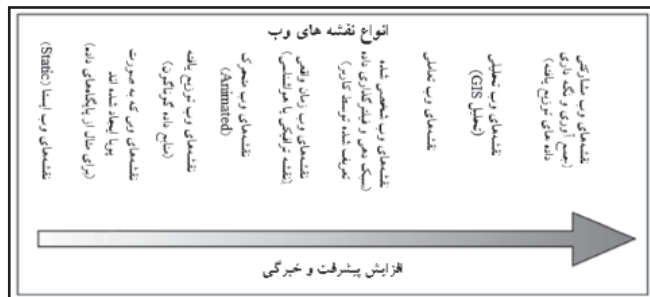 انواع نقشه های وب
نقشه‌های وب ایستا (Static)
نقشه‌های وبی که به صورت
پویا ایجاد شده اند
(برای مثال از پایگاه‌های داده)
نقشه‌های وب توزیع یافته
(منابع داده گوناگون)
نقشه‌های وب متحرک
(Animated)
نقشه‌های وب زمان واقعی
(نقشه ترافیکی یا هواشناسی)
نقشه‌های وب شخصی شده
(سبک دهی و فیلترگذاری داده
تعریف شده توسط کاربر)
نقشه‌های وب تعاملی
نقشه‌های وب تحلیلی
(تحلیل GIS)
نقشه‌های وب مشارکتی
(جمع آوری و نگه داری
داده های توزیع یافته)
افزایش پیشرفت و خبرگی